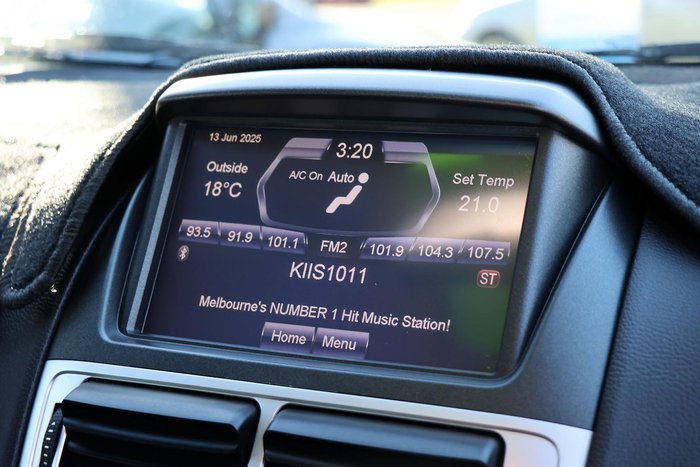 13 Jun 2025
3:20
Outside
18°C
A/C On Auto
Set Temp
21.0
93.5 91.9 101.1 FM2 101.9 104.3 107.5
KIIS1011
ST
Melbourne's NUMBER 1 Hit Music Station!
Home Menu